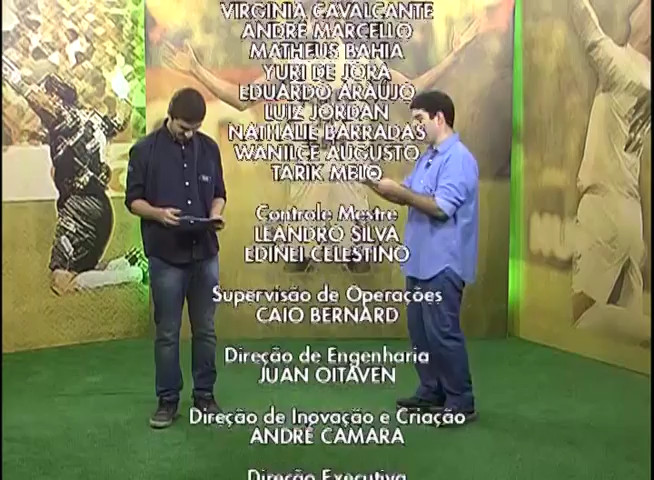 VIRGINIA CAVALCANTE
ANDRE MARCELLO
MATHEUS BAHIA
YURI DE JORA
EDUARDO ARAÚJO
LUIZ JORDAN
NATHALIE BARRADAS
WANILCE AUGUSTO
TARIK MELO
Controle Mestre
LEANDRO SILVA
EDINEI CELESTINO
Supervisão de Operações
CAIO BERNARD
Direção de Engenharia
JUAN OITÁVEN
Direção de Inovação e Criação
ANDRÉ CAMARA
Direção Executiva